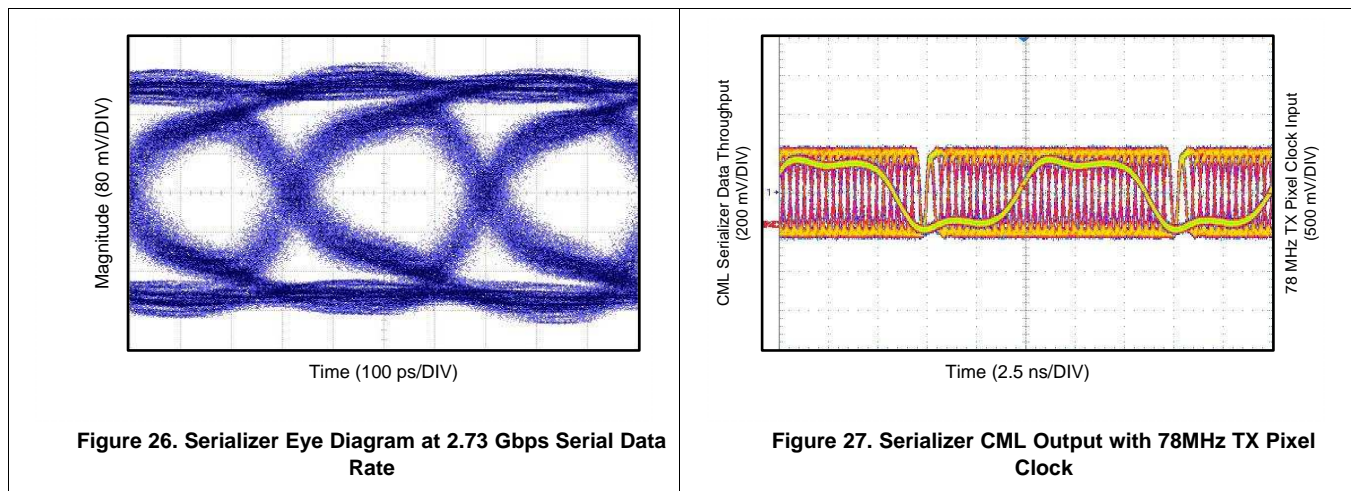 Magnitude (80 mV/DIV)
Time (100 ps/DIV)
Figure 26. Serializer Eye Diagram at 2.73 Gbps Serial Data
Rate
CML Serializer Data Throughput
(200 mV/DIV)
1
78 MHz TX Pixel Clock Input
(500 mV/DIV)
Time (2.5 ns/DIV)
Figure 27. Serializer CML Output with 78MHz TX Pixel
Clock